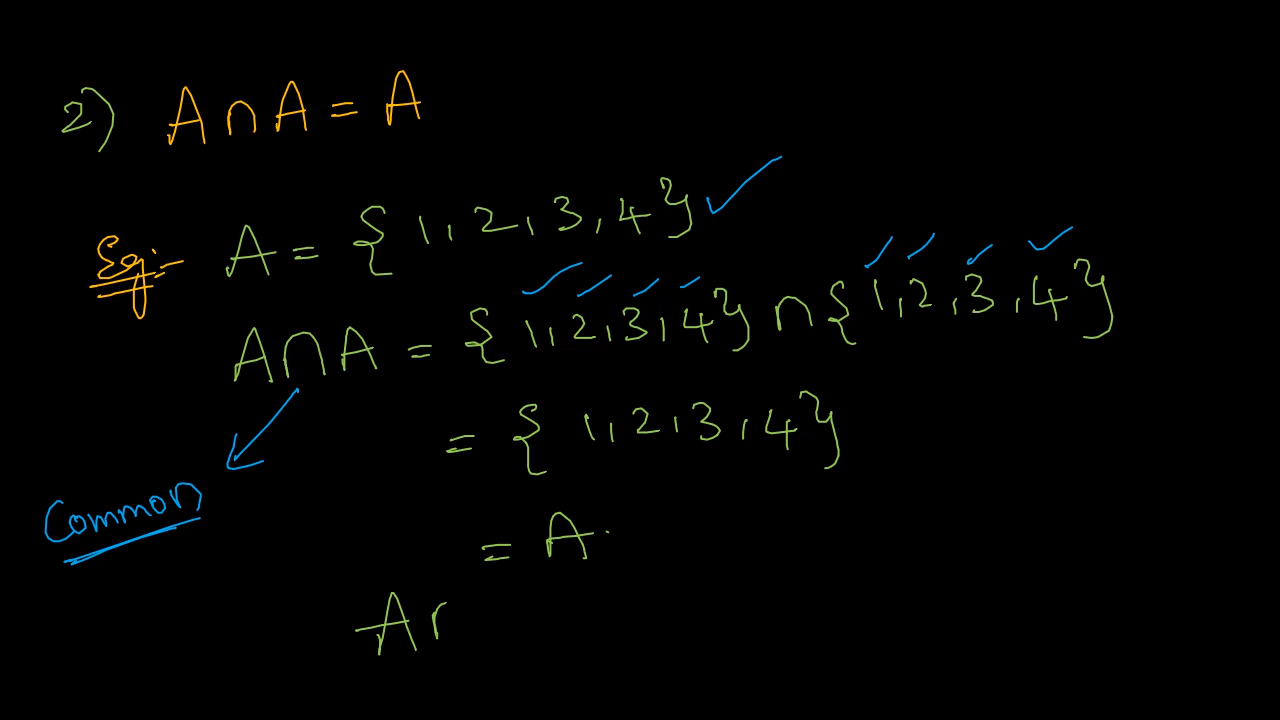 2) A∩A = A
Eg:- A = {1,2,3,4}
A∩A = {1,2,3,4} ∩ {1,2,3,4}
= {1,2,3,4}
Common
= A.
A